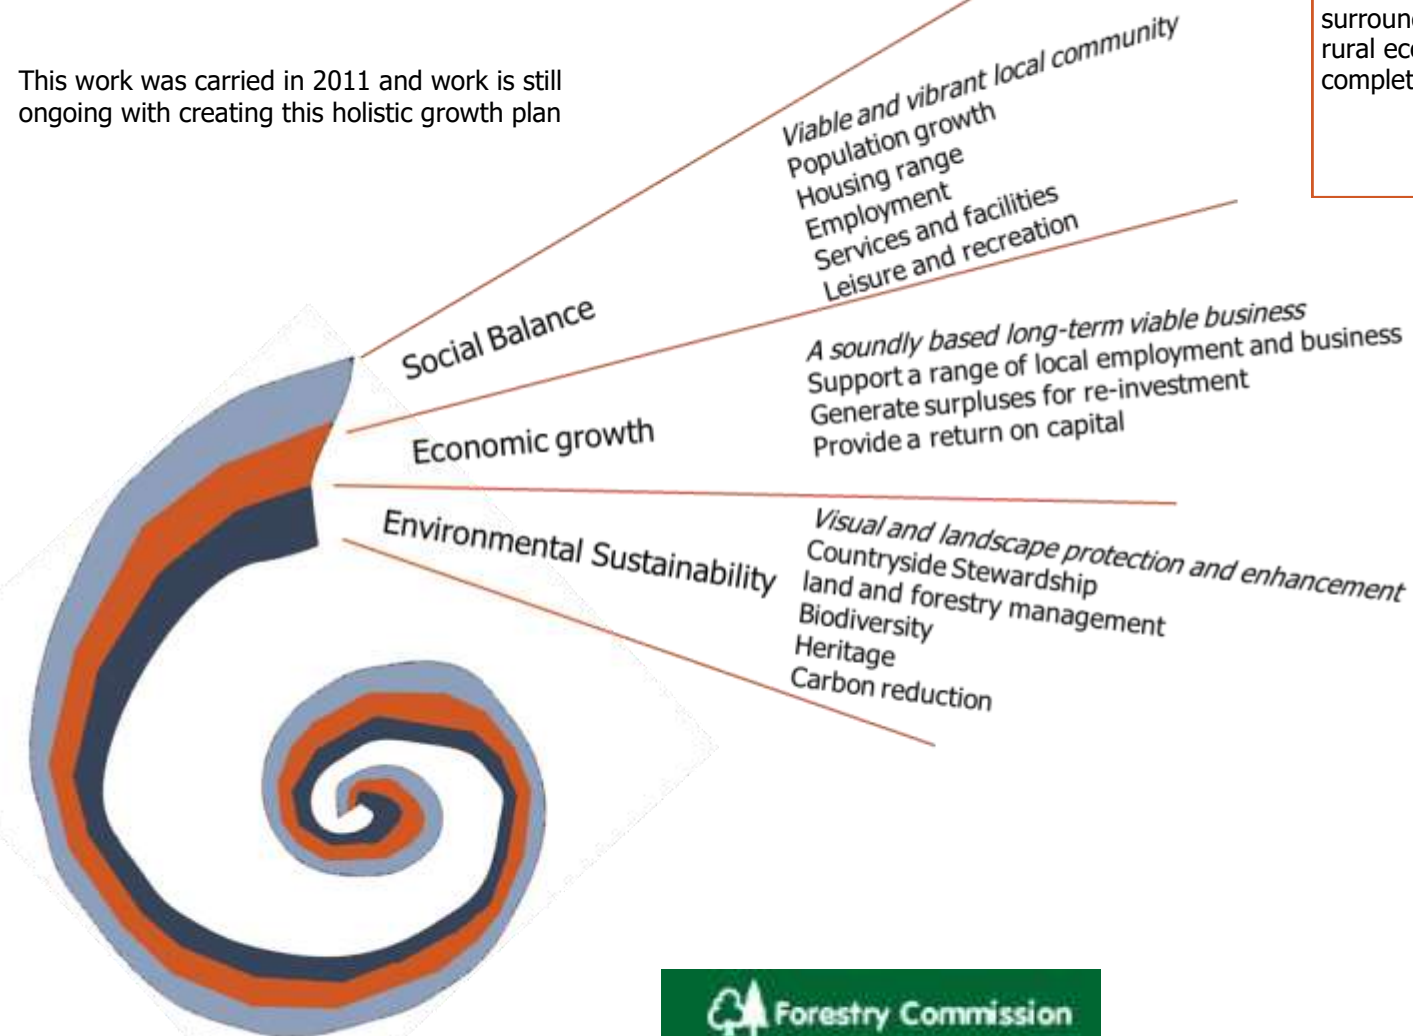 This work was carried in 2011 and work is still
ongoing with creating this holistic growth plan
rural
complet
Social Balance
Viable and vibrant local community
Population growth
Housing range
Employment
Services and facilities
Leisure and recreation
Economic growth
A soundly based long-term viable business
Support a range of local employment and business
Generate surpluses for re-investment
Provide a return on capital
Environmental Sustainability
Visual and landscape protection and enhancement
Countryside Stewardship
land and forestry management
Biodiversity
Heritage
Carbon reduction
Forestry Commission